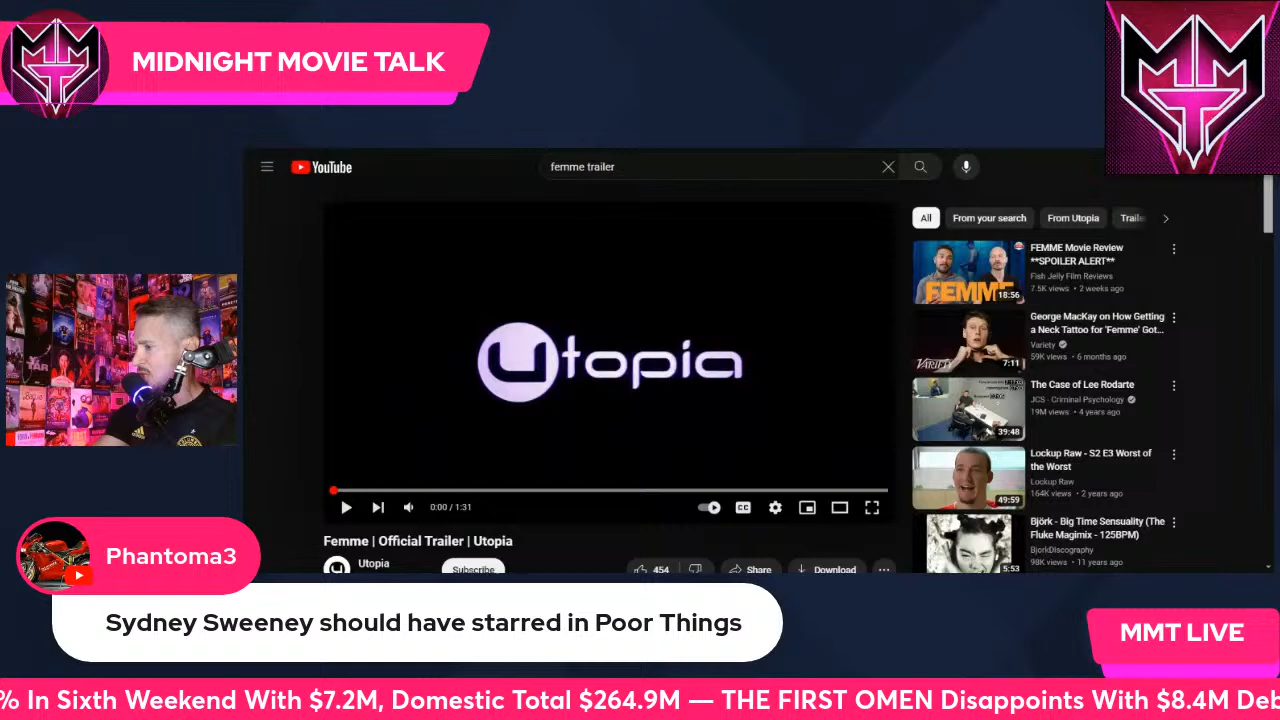 MIDNIGHT MOVIE TALK
YouTube
femme trailer
All
From your search
From Utopia
Traile
utopia
0:00 / 1:31
CC
Femme | Official Trailer | Utopia
Utopia
Subscribe
454
Share
Download
FEMME Movie Review
**SPOILER ALERT**
Fish Jelly Film Reviews
7.5K views • 2 weeks ago
FEMME
18:56
George MacKay on How Getting
a Neck Tattoo for 'Femme' Got...
Variety
59K views • 6 months ago
VARIETY
7:11
The Case of Lee Rodarte
JCS - Criminal Psychology
19M views • 4 years ago
39:48
Lockup Raw - S2 E3 Worst of
the Worst
Lockup Raw
164K views • 2 years ago
49:59
Björk - Big Time Sensuality (The
Fluke Magimix - 125BPM)
BjorkDiscography
98K views • 11 years ago
5:53
TÁR
Phantoma3
Sydney Sweeney should have starred in Poor Things
MMT LIVE
% In Sixth Weekend With $7.2M, Domestic Total $264.9M — THE FIRST OMEN Disappoints With $8.4M Deb